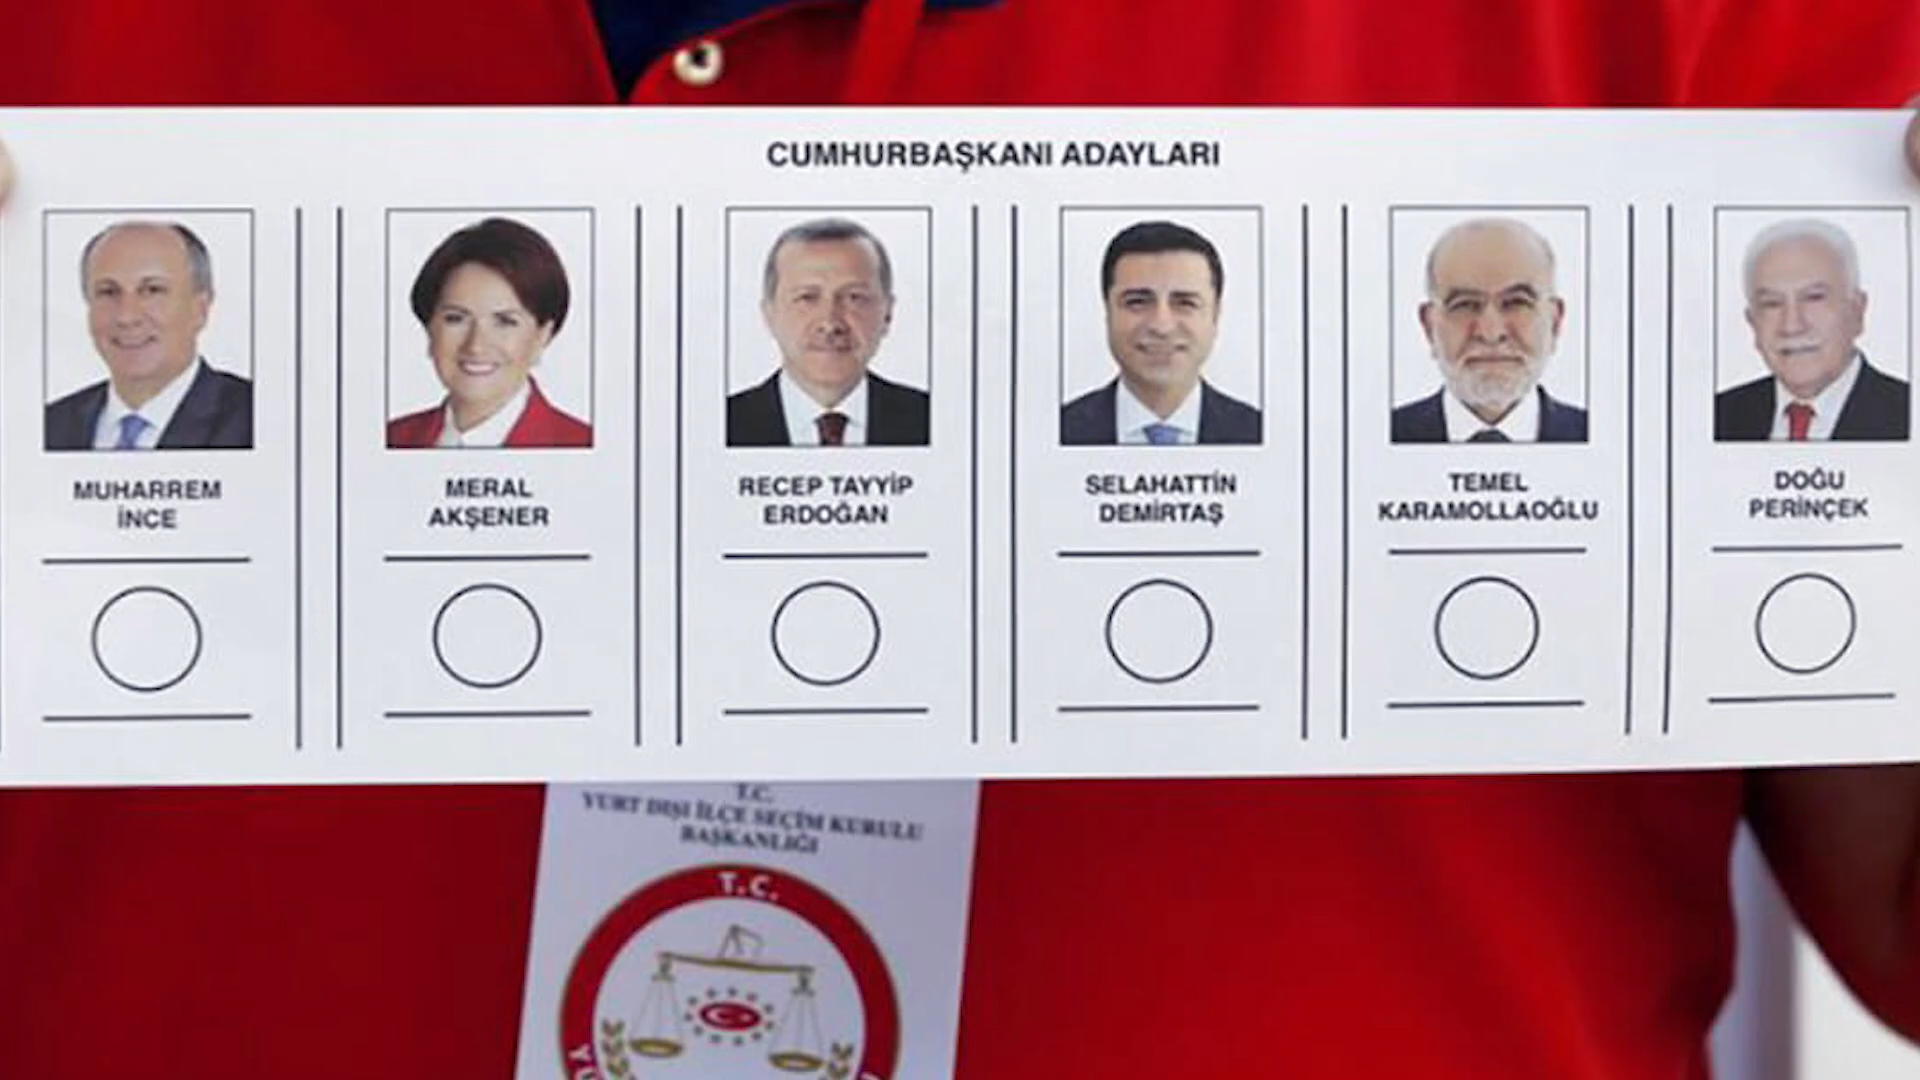 CUMHURBAŞKANI ADAYLARI
MUHARREM
İNCE
MERAL
AKŞENER
RECEP TAYYİP
ERDOĞAN
SELAHATTİN
DEMİRTAŞ
TEMEL
KARAMOLLAOĞLU
DOĞU
PERİNÇEK
T.C.
YURT DIŞI İLÇE SEÇİM KURULU
BAŞKANLIĞI
T.C.